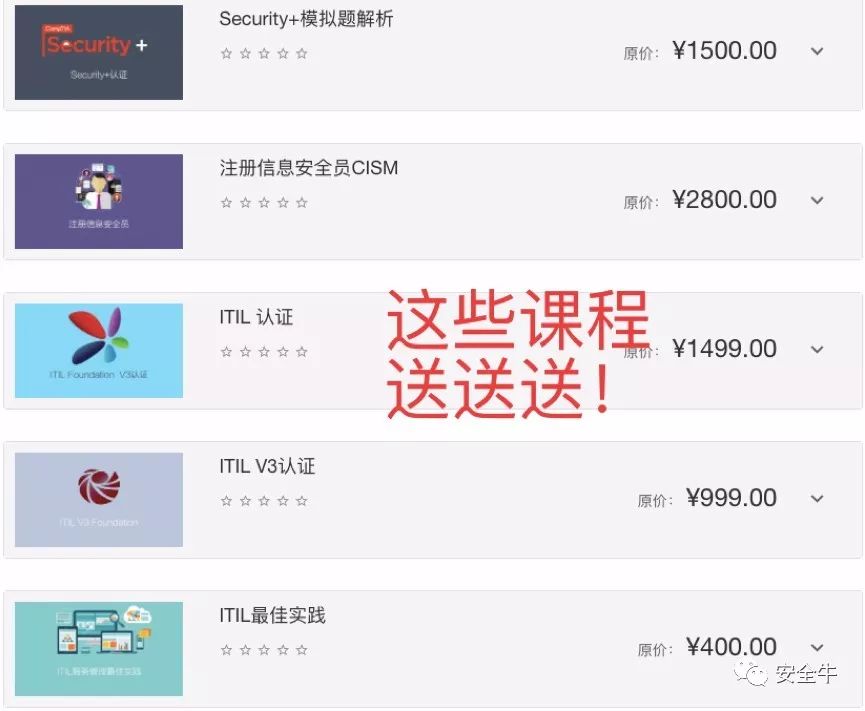 Security+模拟题解析
CompTIA
Security +
Security+认证
☆ ☆ ☆ ☆ ☆
原价: ¥1500.00
注册信息安全员CISM
注册信息安全员
☆ ☆ ☆ ☆ ☆
原价: ¥2800.00
ITIL 认证
ITIL Foundation V3认证
☆ ☆ ☆ ☆ ☆
原价: ¥1499.00
这些课程
送送送!
ITIL V3认证
ITIL V3 Foundation
☆ ☆ ☆ ☆ ☆
原价: ¥999.00
ITIL最佳实践
ITIL服务管理最佳实践
☆ ☆ ☆ ☆ ☆
原价: ¥400.00
安全牛